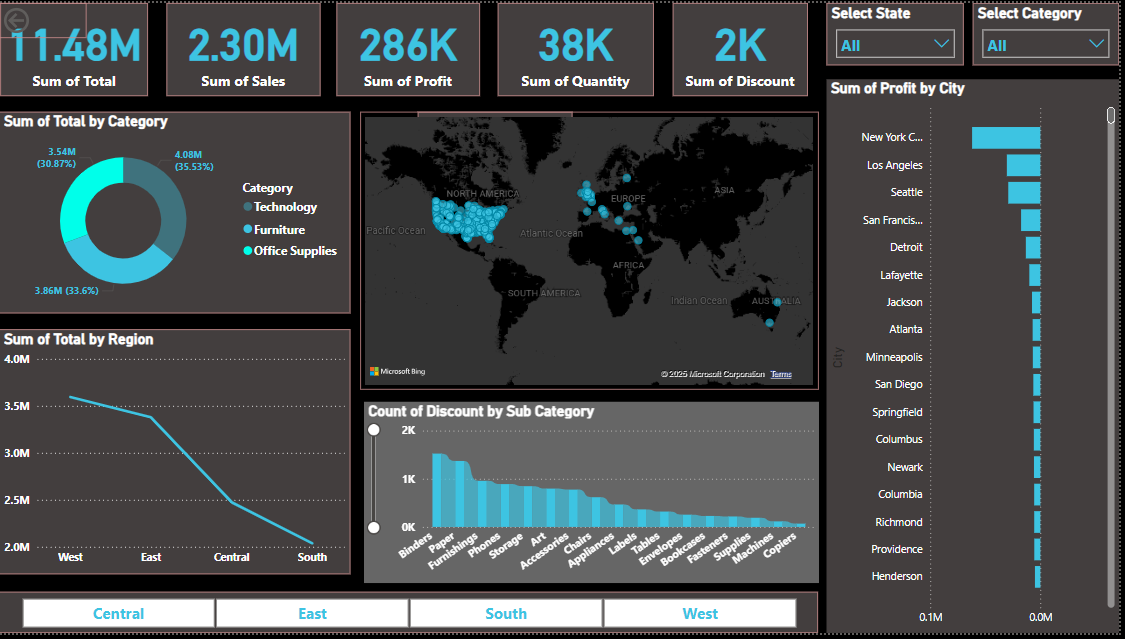 11.48M
Sum of Total
2.30M
Sum of Sales
286K
Sum of Profit
38K
Sum of Quantity
2K
Sum of Discount
Select State
All
Select Category
All
Sum of Total by Category
3.54M
(30.87%)
4.08M
(35.53%)
3.86M (33.6%)
Category
Technology
Furniture
Office Supplies
NORTH AMERICA
EUROPE
ASIA
Pacific Ocean
Atlantic Ocean
AFRICA
SOUTH AMERICA
Indian Ocean
AUSTRALIA
Microsoft Bing
© 2025 Microsoft Corporation Terms
Sum of Profit by City
City
New York C...
Los Angeles
Seattle
San Francis...
Detroit
Lafayette
Jackson
Atlanta
Minneapolis
San Diego
Springfield
Columbus
Newark
Columbia
Richmond
Providence
Henderson
0.1M
0.0M
Sum of Total by Region
4.0M
3.5M
3.0M
2.5M
2.0M
West
East
Central
South
Count of Discount by Sub Category
2K
1K
0K
Binders
Paper
Furnishings
Phones
Storage
Art
Accessories
Chairs
Appliances
Labels
Tables
Envelopes
Bookcases
Fasteners
Supplies
Machines
Copiers
Central
East
South
West